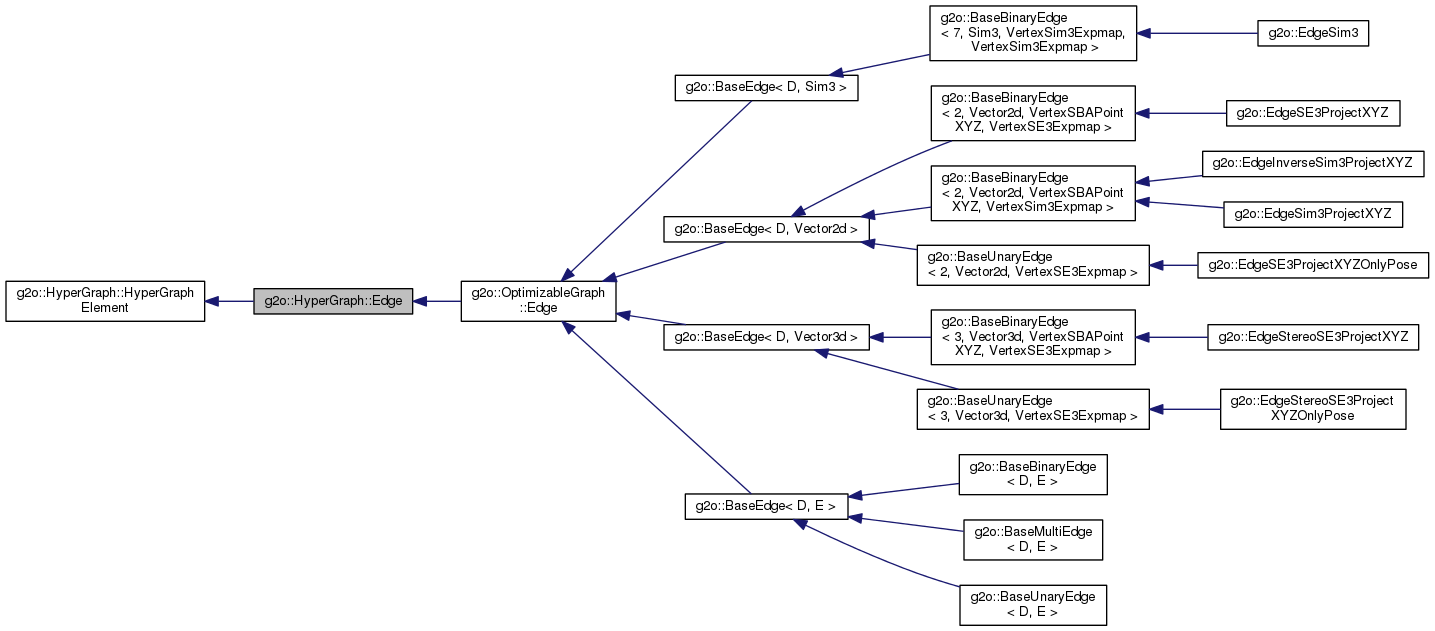 g2o::HyperGraph::HyperGraph
Element
g2o::HyperGraph::Edge
g2o::OptimizableGraph
::Edge
g2o::BaseEdge< D, Sim3 >
g2o::BaseEdge< D, Vector2d >
g2o::BaseEdge< D, Vector3d >
g2o::BaseEdge< D, E >
g2o::BaseBinaryEdge
< 7, Sim3, VertexSim3Expmap,
VertexSim3Expmap >
g2o::BaseBinaryEdge
< 2, Vector2d, VertexSBAPoint
XYZ, VertexSE3Expmap >
g2o::BaseBinaryEdge
< 2, Vector2d, VertexSBAPoint
XYZ, VertexSim3Expmap >
g2o::BaseUnaryEdge
< 2, Vector2d, VertexSE3Expmap >
g2o::BaseBinaryEdge
< 3, Vector3d, VertexSBAPoint
XYZ, VertexSE3Expmap >
g2o::BaseUnaryEdge
< 3, Vector3d, VertexSE3Expmap >
g2o::BaseBinaryEdge
< D, E >
g2o::BaseMultiEdge
< D, E >
g2o::BaseUnaryEdge
< D, E >
g2o::EdgeSim3
g2o::EdgeSE3ProjectXYZ
g2o::EdgeInverseSim3ProjectXYZ
g2o::EdgeSim3ProjectXYZ
g2o::EdgeSE3ProjectXYZOnlyPose
g2o::EdgeStereoSE3ProjectXYZ
g2o::EdgeStereoSE3Project
XYZOnlyPose